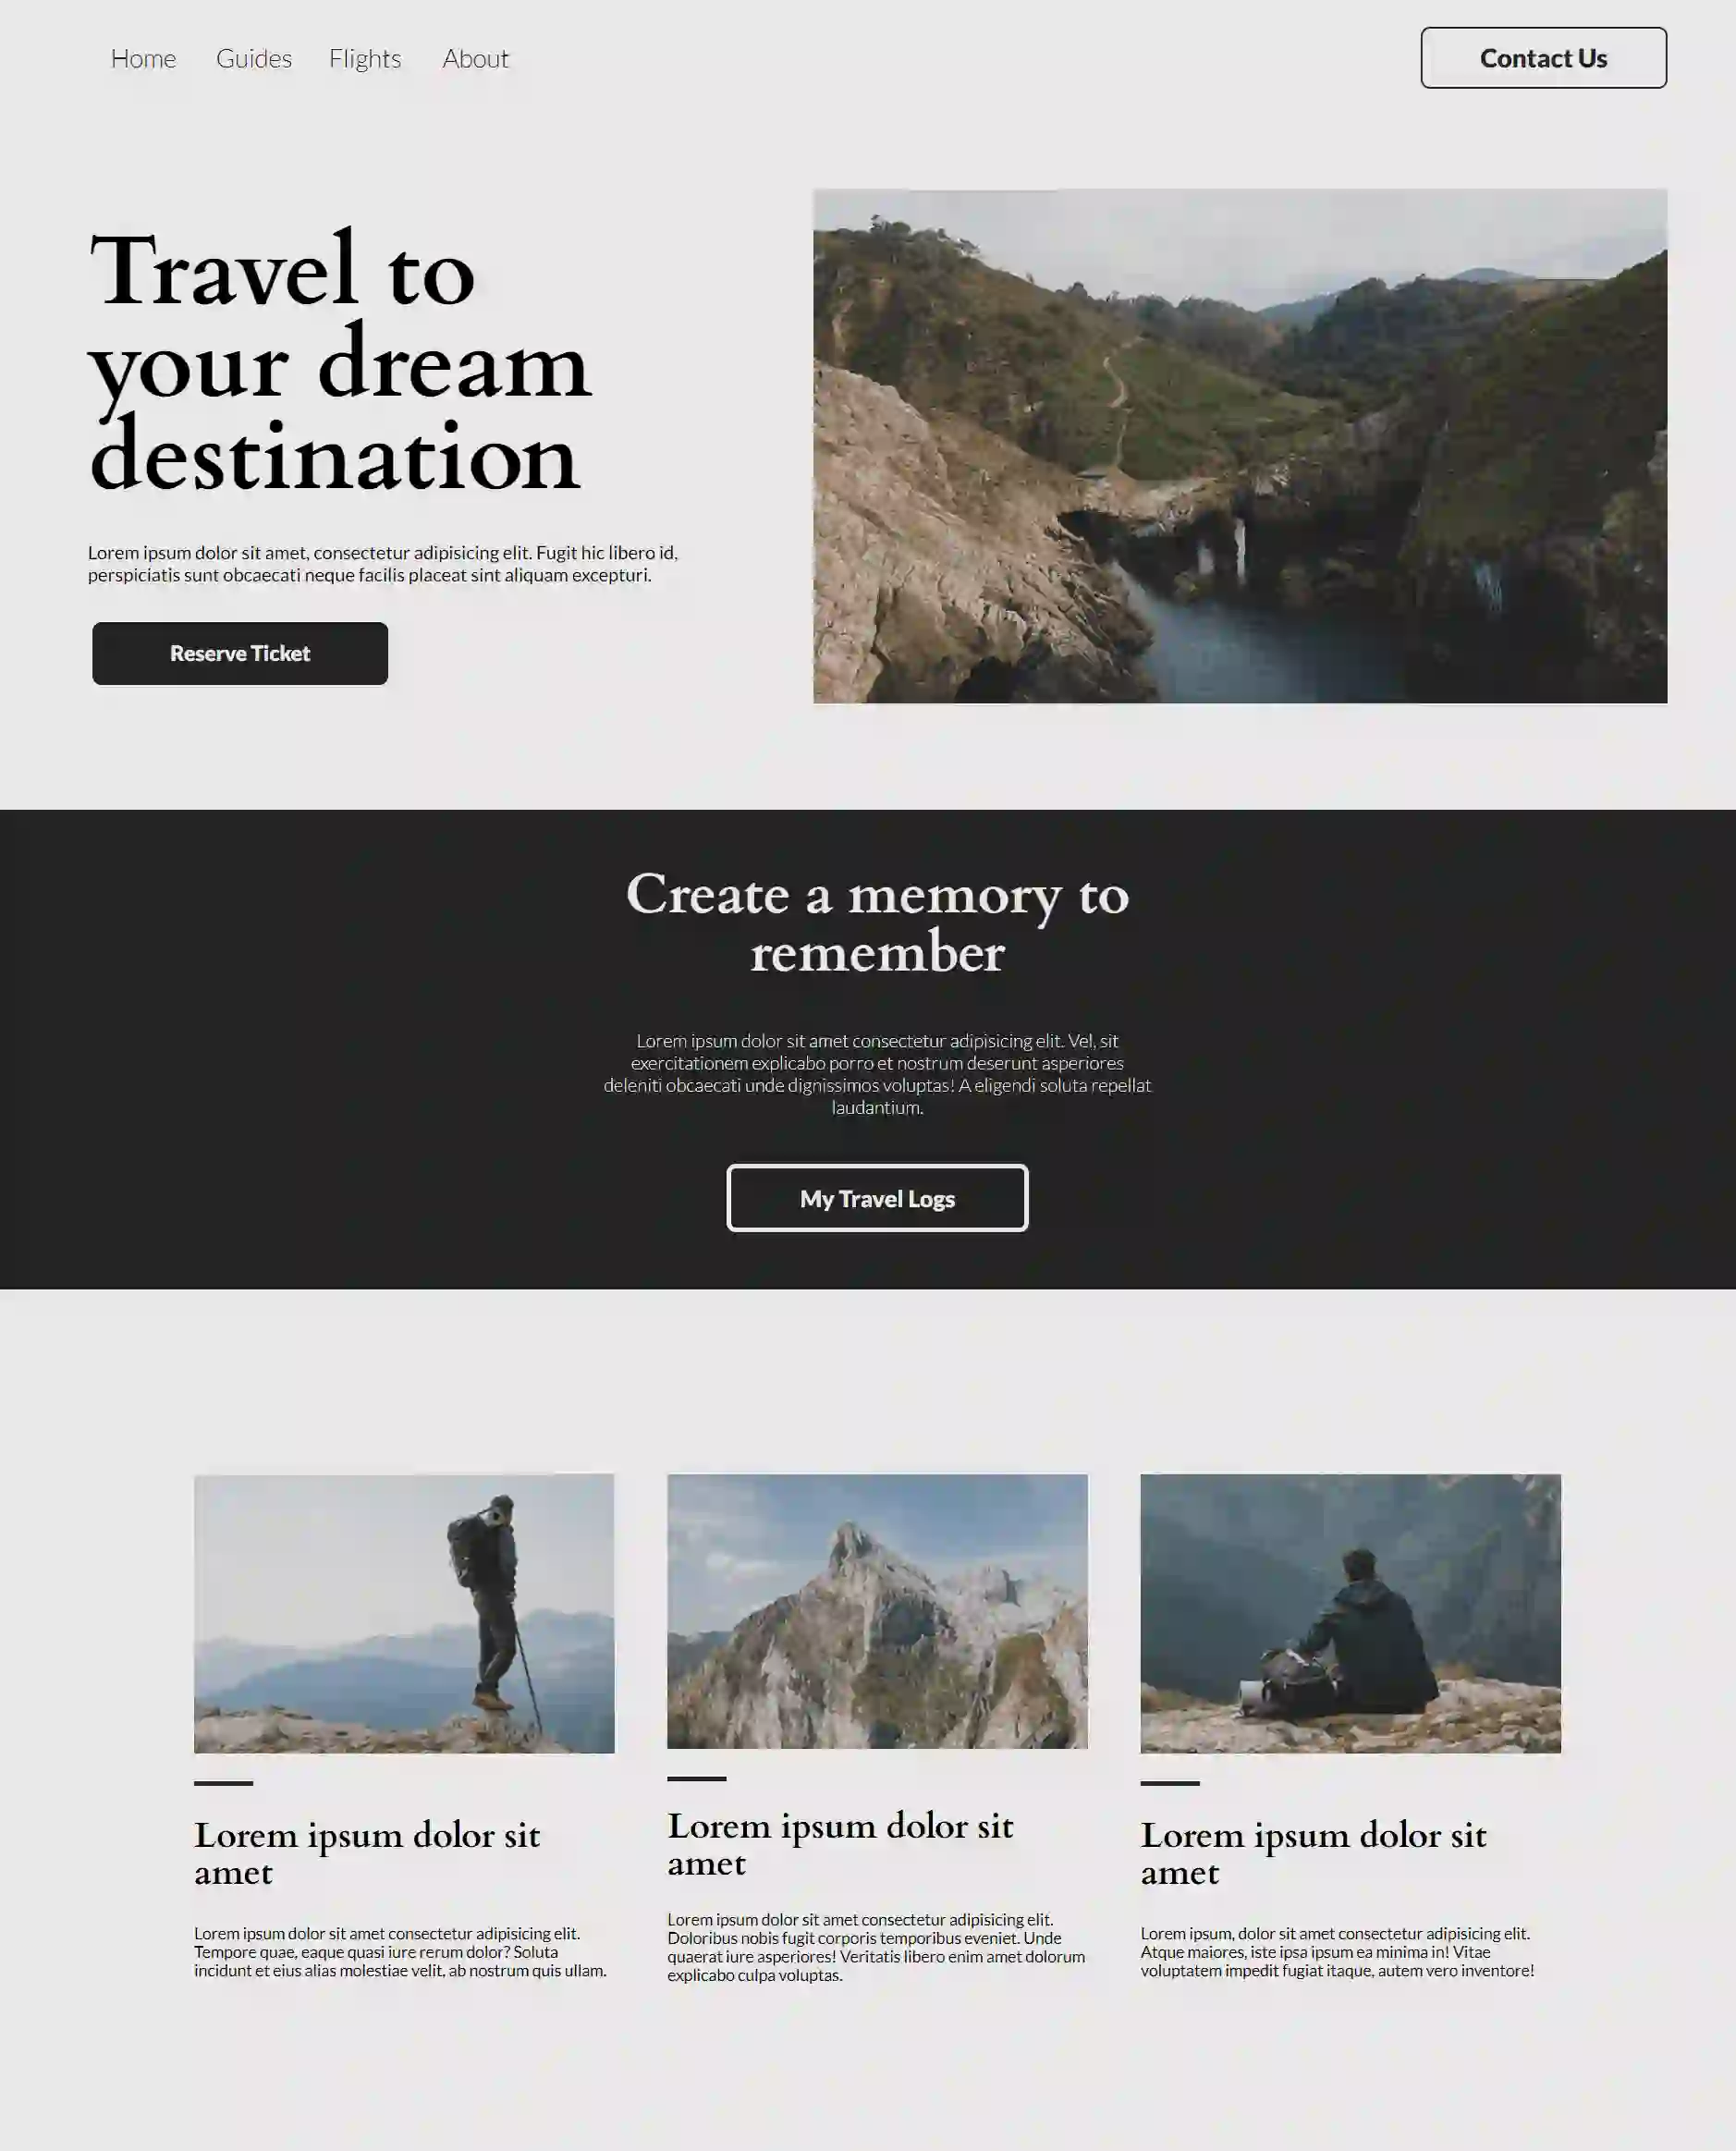 Home Guides Flights About Contact Us
Travel to
your dream
destination
Lorem ipsum dolor sit amet, consectetur adipisicing elit. Fugit hic libero id,
perspiciatis sunt obcaecati neque facilis placeat sint aliquam excepturi.
Reserve Ticket
Create a memory to
remember
Lorem ipsum dolor sit amet consectetur adipisicing elit. Vel, sit
exercitationem explicabo porro et nostrum deserunt asperiores
deleniti obcaecati unde dignissimos voluptas! A eligendi soluta repellat
laudantium.
My Travel Logs
Lorem ipsum dolor sit
amet
Lorem ipsum dolor sit amet consectetur adipisicing elit.
Tempore quae, eaque quasi iure rerum dolor? Soluta
incidunt et eius alias molestiae velit, ab nostrum quis ullam.
Lorem ipsum dolor sit
amet
Lorem ipsum dolor sit amet consectetur adipisicing elit.
Doloribus nobis fugit corporis temporibus eveniet. Unde
quaerat iure asperiores! Veritatis libero enim amet dolorum
explicabo culpa voluptas.
Lorem ipsum dolor sit
amet
Lorem ipsum, dolor sit amet consectetur adipisicing elit.
Atque maiores, iste ipsa ipsum ea minima in! Vitae
voluptatem impedit fugiat itaque, autem vero inventore!